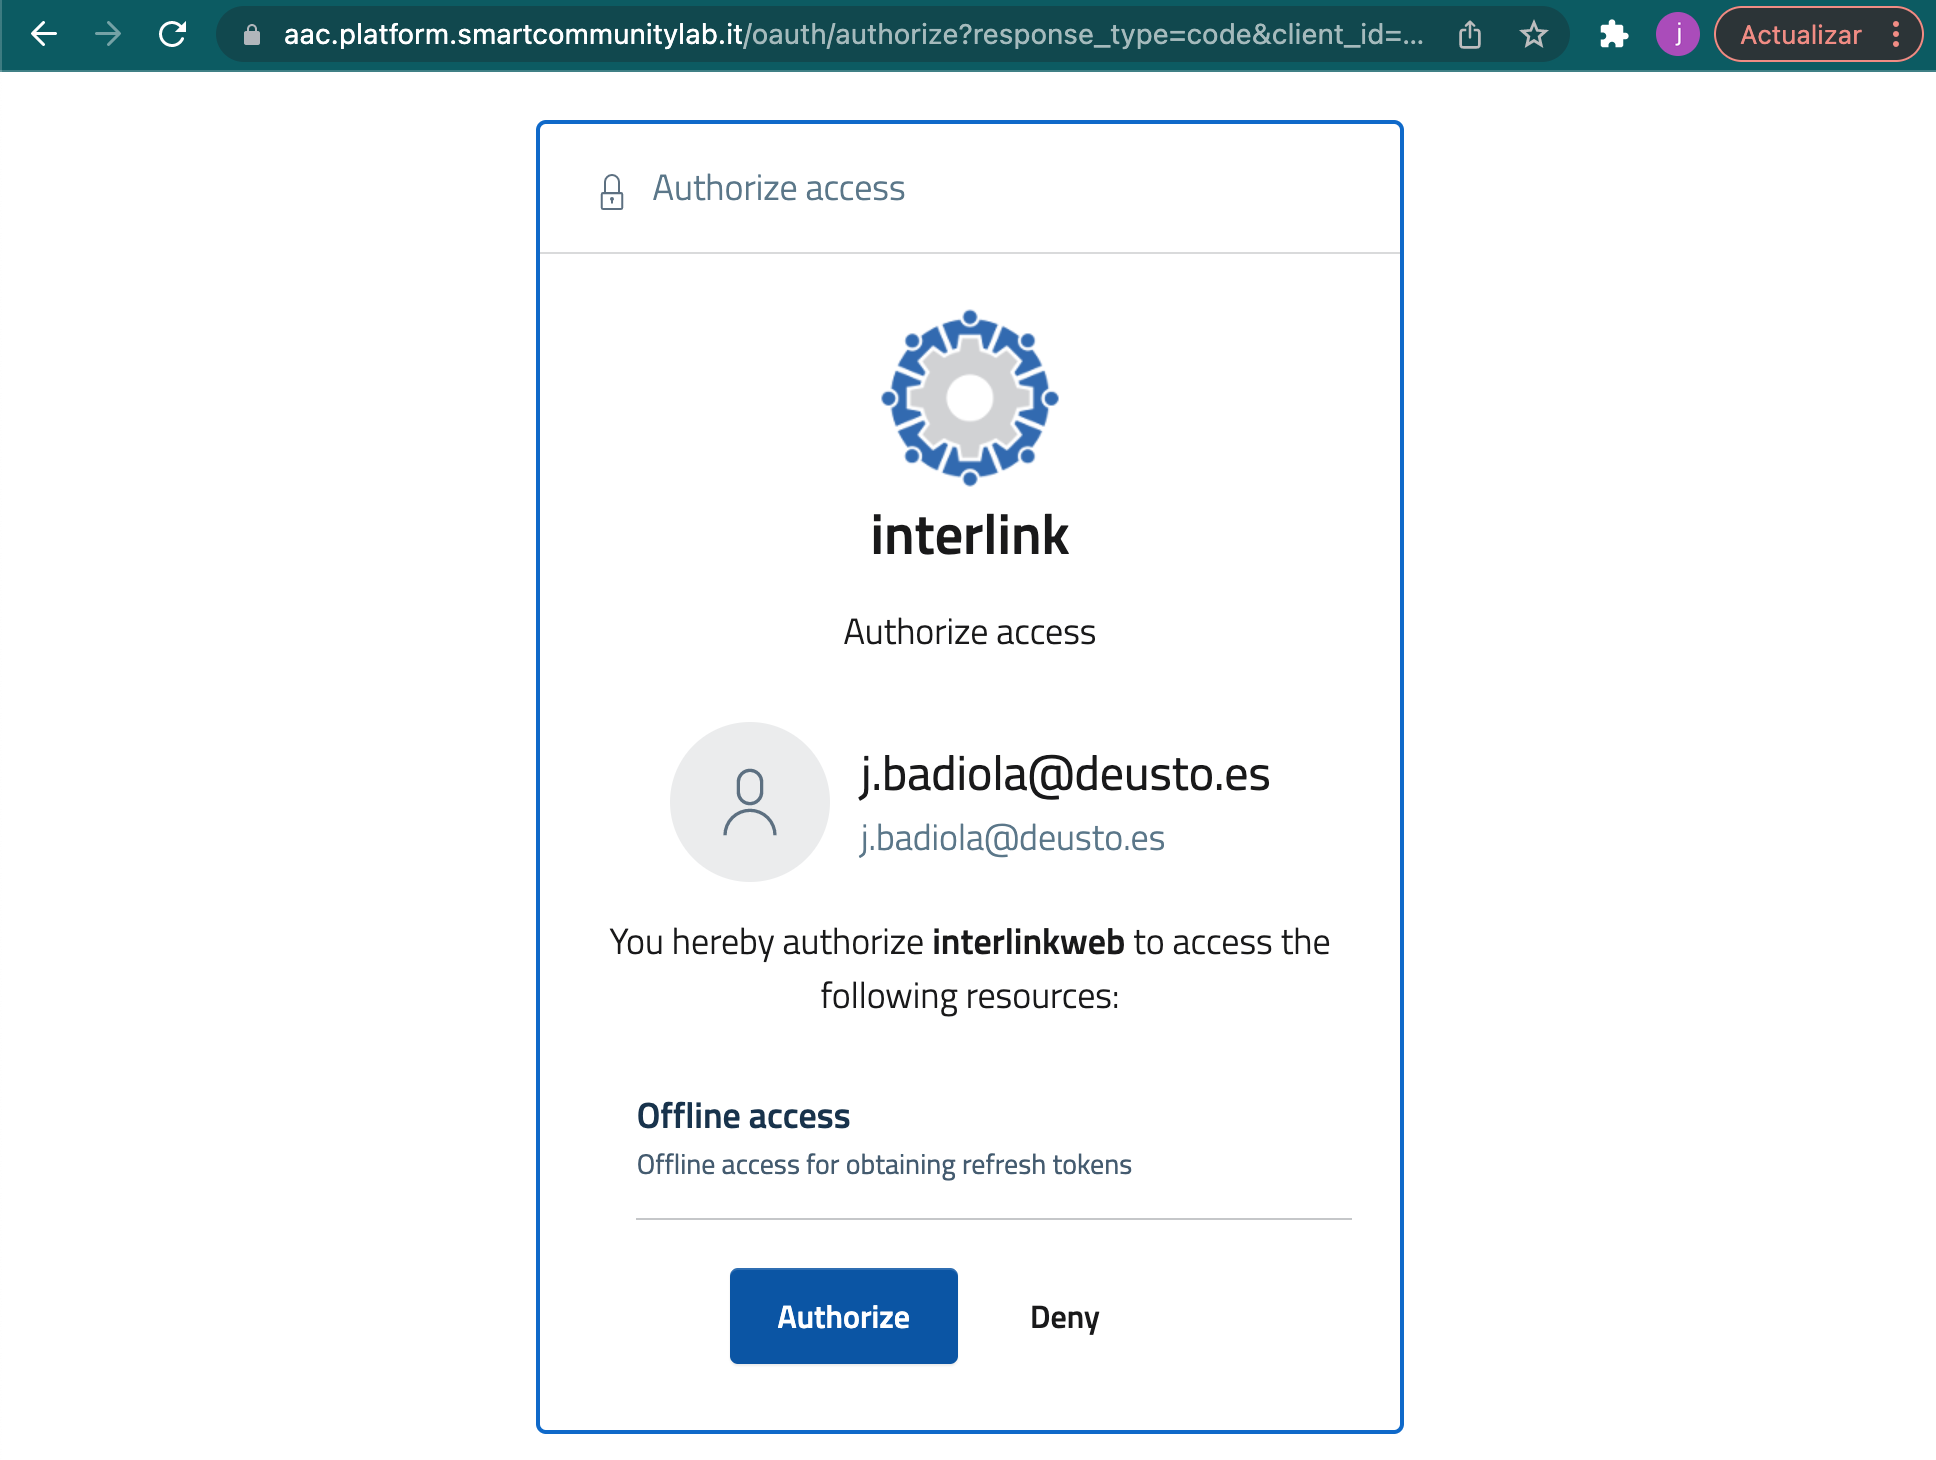 aac.platform.smartcommunitylab.it/oauth/authorize?response_type=code&client_id=...
j
Actualizar
Authorize access
interlink
Authorize access
j.badiola@deusto.es
j.badiola@deusto.es
You hereby authorize interlinkweb to access the
following resources:
Offline access
Offline access for obtaining refresh tokens
Authorize
Deny